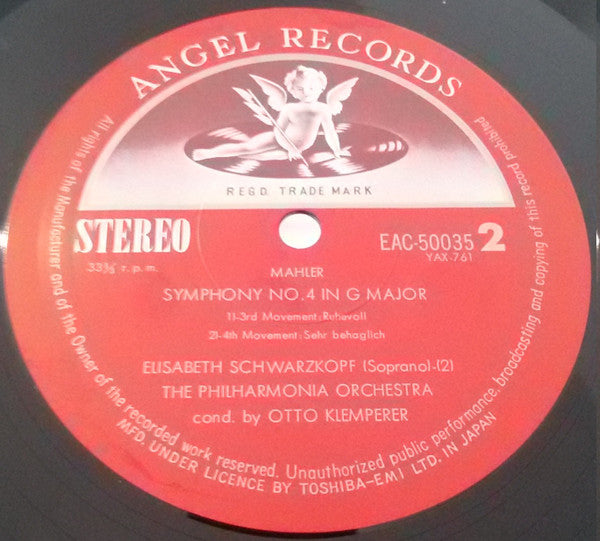 ANGEL RECORDS
REGD. TRADE MARK
STEREO
33⅓ r.p.m.
EAC-50035 2
YAX-761
MAHLER
SYMPHONY NO.4 IN G MAJOR
1)-3rd Movement: Ruhevoll
2)-4th Movement: Sehr behaglich
ELISABETH SCHWARZKOPF (Soprano)-(2)
THE PHILHARMONIA ORCHESTRA
cond. by OTTO KLEMPERER
All rights of the Manufacturer and of the Owner of the recorded work reserved. Unauthorized public performance, broadcasting and copying of this record prohibited
MFD. UNDER LICENCE BY TOSHIBA-EMI LTD. IN JAPAN